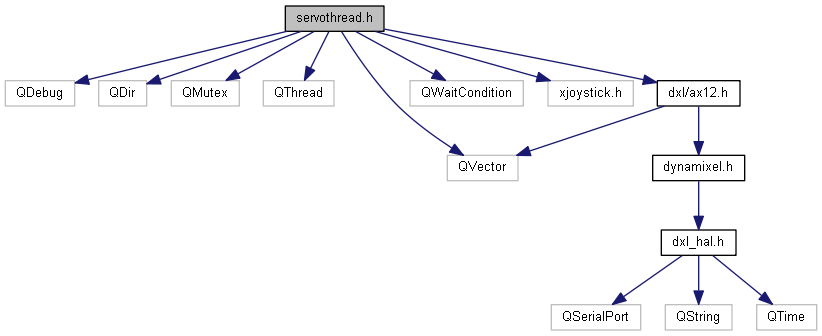 servothread.h
QDebug
QDir
QMutex
QThread
QWaitCondition
xjoystick.h
dxl/ax12.h
QVector
dynamixel.h
dxl_hal.h
QSerialPort
QString
QTime